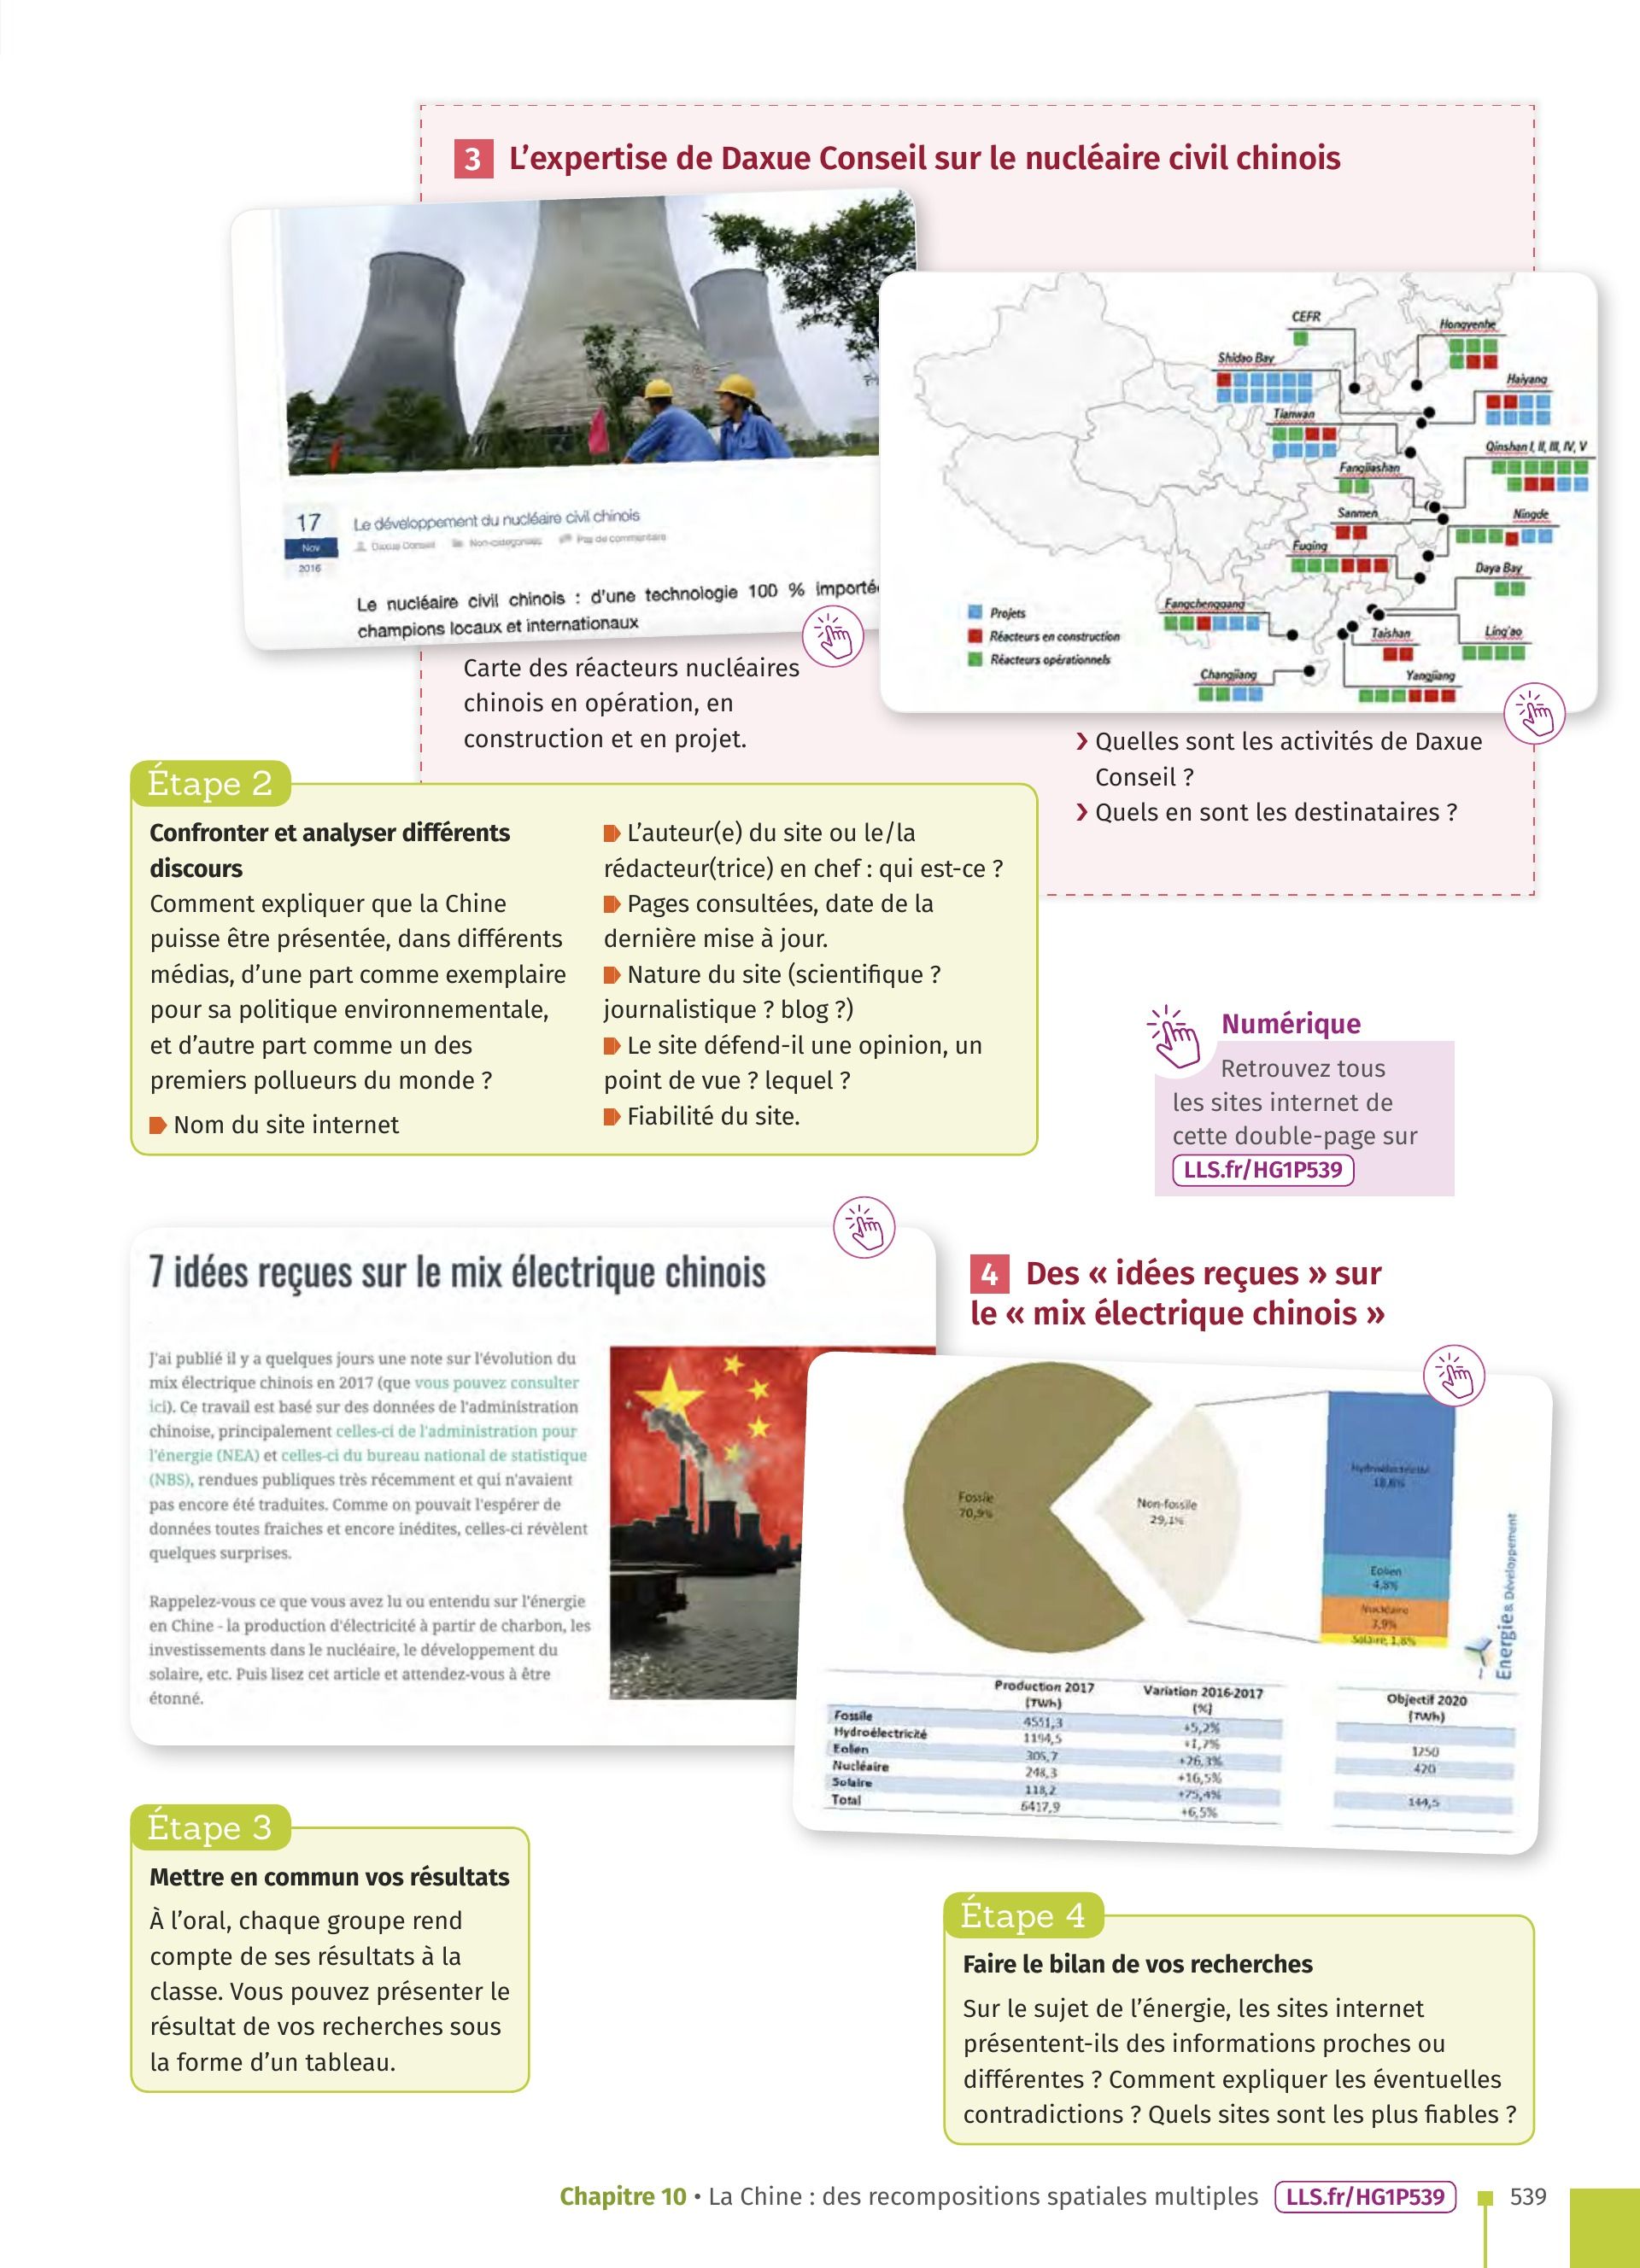 3 L’expertise de Daxue Conseil sur le nucléaire civil chinois
17
Nov
2016
Le développement du nucléaire civil chinois
Daxue Conseil Non-catégorisés Pas de commentaire
Le nucléaire civil chinois : d'une technologie 100 % importée
champions locaux et internationaux
CEFR
Hongyenhe
Shidao Bay
Haiyang
Tianwan
Qinshan I, II, III, IV, V
Fangjiashan
Sanmen
Ningde
Fuqing
Daya Bay
Fangchenggang
Projets
Réacteurs en construction
Réacteurs opérationnels
Taishan
Ling'ao
Changjiang
Yangjiang
Carte des réacteurs nucléaires
chinois en opération, en
construction et en projet.
❯ Quelles sont les activités de Daxue
Conseil ?
❯ Quels en sont les destinataires ?
Étape 2
Confronter et analyser différents
discours
Comment expliquer que la Chine
puisse être présentée, dans différents
médias, d’une part comme exemplaire
pour sa politique environnementale,
et d’autre part comme un des
premiers pollueurs du monde ?
Nom du site internet
L’auteur(e) du site ou le/la
rédacteur(trice) en chef : qui est-ce ?
Pages consultées, date de la
dernière mise à jour.
Nature du site (scientifique ?
journalistique ? blog ?)
Le site défend-il une opinion, un
point de vue ? lequel ?
Fiabilité du site.
Numérique
Retrouvez tous
les sites internet de
cette double-page sur
LLS.fr/HG1P539
7 idées reçues sur le mix électrique chinois
J'ai publié il y a quelques jours une note sur l'évolution du
mix électrique chinois en 2017 (que vous pouvez consulter
ici). Ce travail est basé sur des données de l'administration
chinoise, principalement celles-ci de l'administration pour
l'énergie (NEA) et celles-ci du bureau national de statistique
(NBS), rendues publiques très récemment et qui n'avaient
pas encore été traduites. Comme on pouvait l'espérer de
données toutes fraiches et encore inédites, celles-ci révèlent
quelques surprises.
Rappelez-vous ce que vous avez lu ou entendu sur l'énergie
en Chine - la production d'électricité à partir de charbon, les
investissements dans le nucléaire, le développement du
solaire, etc. Puis lisez cet article et attendez-vous à être
étonné.
4 Des « idées reçues » sur
le « mix électrique chinois »
Fossile
70,9%
Non-fossile
29,1%
Hydroélectricité
18,6%
Eolien
4,8%
Nucléaire
3,9%
Solaire, 1,8%
Energie & Développement
Production 2017 (TWh) Variation 2016-2017 (%) Objectif 2020 (TWh)
Fossile 4551,3 +5,2%
Hydroélectricité 1194,5 +1,7% 1250
Eolien 305,7 +26,3% 420
Nucléaire 248,3 +16,5%
Solaire 118,2 +75,4% 144,5
Total 6417,9 +6,5%
Étape 3
Mettre en commun vos résultats
À l’oral, chaque groupe rend
compte de ses résultats à la
classe. Vous pouvez présenter le
résultat de vos recherches sous
la forme d’un tableau.
Étape 4
Faire le bilan de vos recherches
Sur le sujet de l’énergie, les sites internet
présentent-ils des informations proches ou
différentes ? Comment expliquer les éventuelles
contradictions ? Quels sites sont les plus fiables ?
Chapitre 10 • La Chine : des recompositions spatiales multiples LLS.fr/HG1P539 539